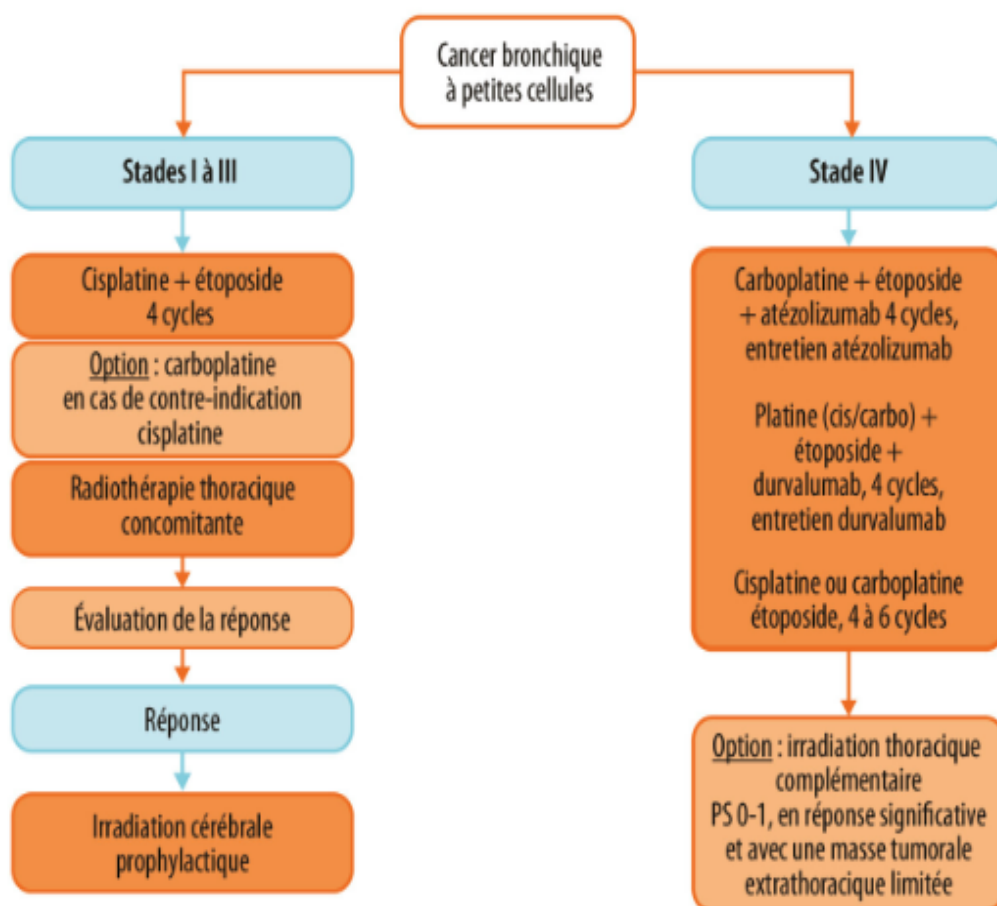 Cancer bronchique
à petites cellules
Stades I à III
Cisplatine + étoposide
4 cycles
Option : carboplatine
en cas de contre-indication
cisplatine
Radiothérapie thoracique
concomitante
Évaluation de la réponse
Réponse
Irradiation cérébrale
prophylactique
Stade IV
Carboplatine + étoposide
+ atézolizumab 4 cycles,
entretien atézolizumab
Platine (cis/carbo) +
étoposide +
durvalumab, 4 cycles,
entretien durvalumab
Cisplatine ou carboplatine
étoposide, 4 à 6 cycles
Option : irradiation thoracique
complémentaire
PS 0-1, en réponse significative
et avec une masse tumorale
extrathoracique limitée